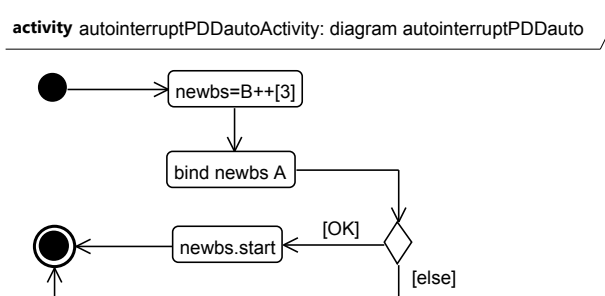 activity autointerruptPDDautoActivity: diagram autointerruptPDDauto
newbs=B++[3]
bind newbs A
newbs.start
[OK]
[else]